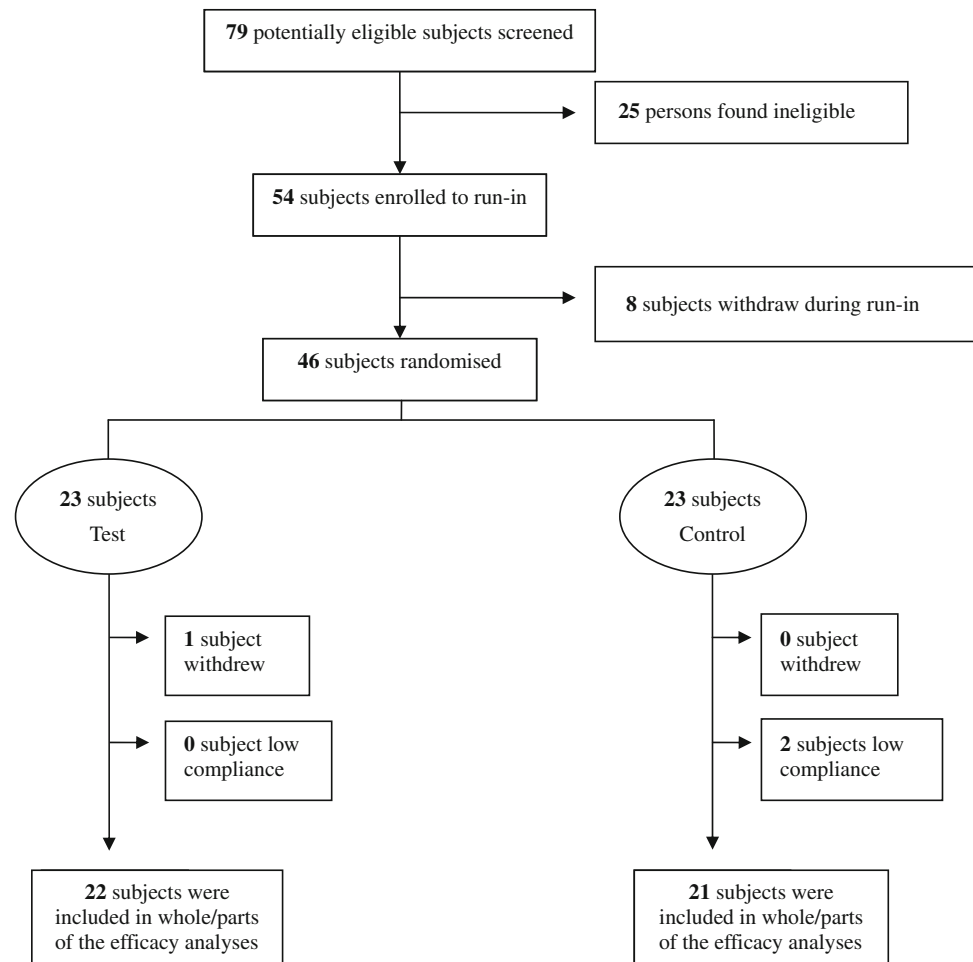 79 potentially eligible subjects screened
25 persons found ineligible
54 subjects enrolled to run-in
8 subjects withdraw during run-in
46 subjects randomised
23 subjects
Test
23 subjects
Control
1 subject
withdrew
0 subject
withdrew
0 subject low
compliance
2 subjects low
compliance
22 subjects were
included in whole/parts
of the efficacy analyses
21 subjects were
included in whole/parts
of the efficacy analyses